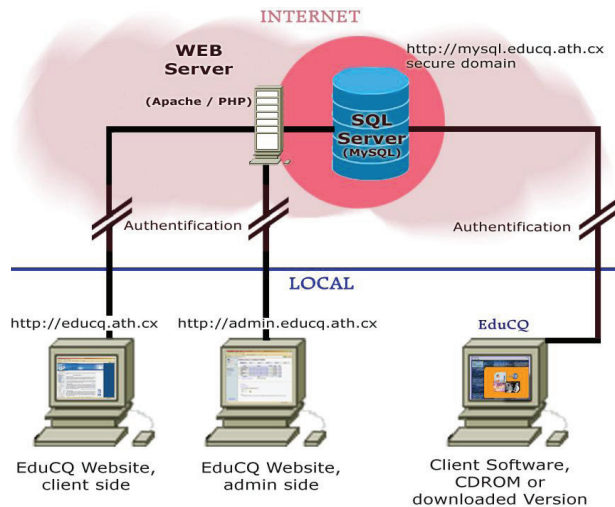 INTERNET
WEB
Server
(Apache / PHP)
http://mysql.educq.ath.cx
secure domain
SQL
Server
(MySQL)
Authentification
Authentification
LOCAL
http://educq.ath.cx
http://admin.educq.ath.cx
EduCQ
EduCQ Website,
client side
EduCQ Website,
admin side
Client Software,
CDROM or
downloaded Version